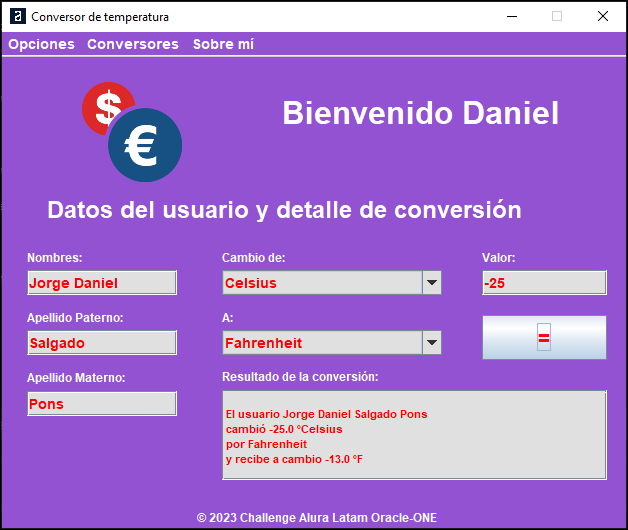 Conversor de temperatura
Opciones Conversores Sobre mí
$
€
Bienvenido Daniel
Datos del usuario y detalle de conversión
Nombres:
Jorge Daniel
Apellido Paterno:
Salgado
Apellido Materno:
Pons
Cambio de:
Celsius
A:
Fahrenheit
Valor:
-25
=
Resultado de la conversión:
El usuario Jorge Daniel Salgado Pons
cambió -25.0 °Celsius
por Fahrenheit
y recibe a cambio -13.0 °F
© 2023 Challenge Alura Latam Oracle-ONE